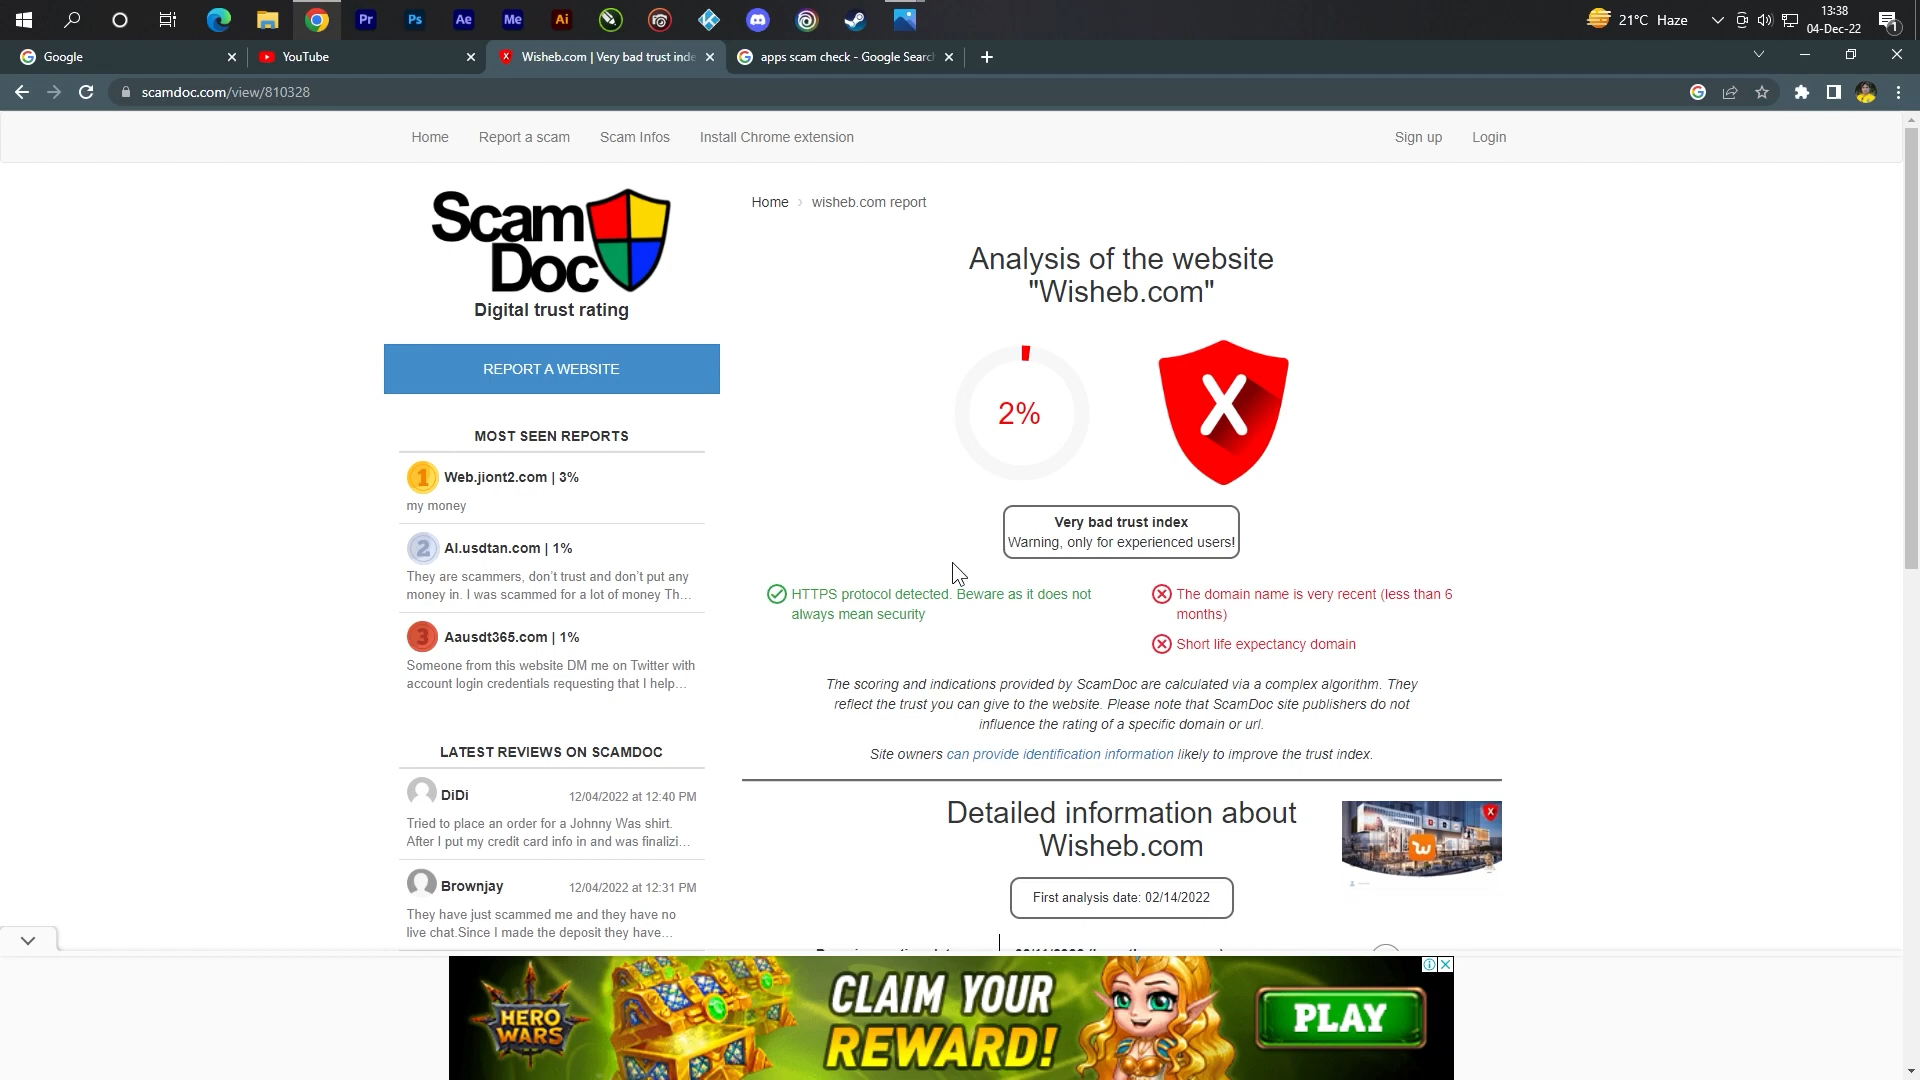 Pr
Ps
Ae
Me
Ai
21°C Haze
13:38
04-Dec-22
1
Google
YouTube
Wisheb.com | Very bad trust inde
apps scam check - Google Searc
scamdoc.com/view/810328
Home
Report a scam
Scam Infos
Install Chrome extension
Sign up
Login
Scam
Doc
Digital trust rating
REPORT A WEBSITE
MOST SEEN REPORTS
1
Web.jiont2.com | 3%
my money
2
AI.usdtan.com | 1%
They are scammers, don't trust and don't put any
money in. I was scammed for a lot of money Th...
3
Aausdt365.com | 1%
Someone from this website DM me on Twitter with
account login credentials requesting that I help...
LATEST REVIEWS ON SCAMDOC
DiDi
12/04/2022 at 12:40 PM
Tried to place an order for a Johnny Was shirt.
After I put my credit card info in and was finalizi...
Brownjay
12/04/2022 at 12:31 PM
They have just scammed me and they have no
live chat.Since I made the deposit they have...
Home › wisheb.com report
Analysis of the website
"Wisheb.com"
2%
X
Very bad trust index
Warning, only for experienced users!
HTTPS protocol detected. Beware as it does not
always mean security
The domain name is very recent (less than 6
months)
Short life expectancy domain
The scoring and indications provided by ScamDoc are calculated via a complex algorithm. They
reflect the trust you can give to the website. Please note that ScamDoc site publishers do not
influence the rating of a specific domain or url.
Site owners can provide identification information likely to improve the trust index.
Detailed information about
Wisheb.com
First analysis date: 02/14/2022
HERO
WARS
CLAIM YOUR
REWARD!
PLAY